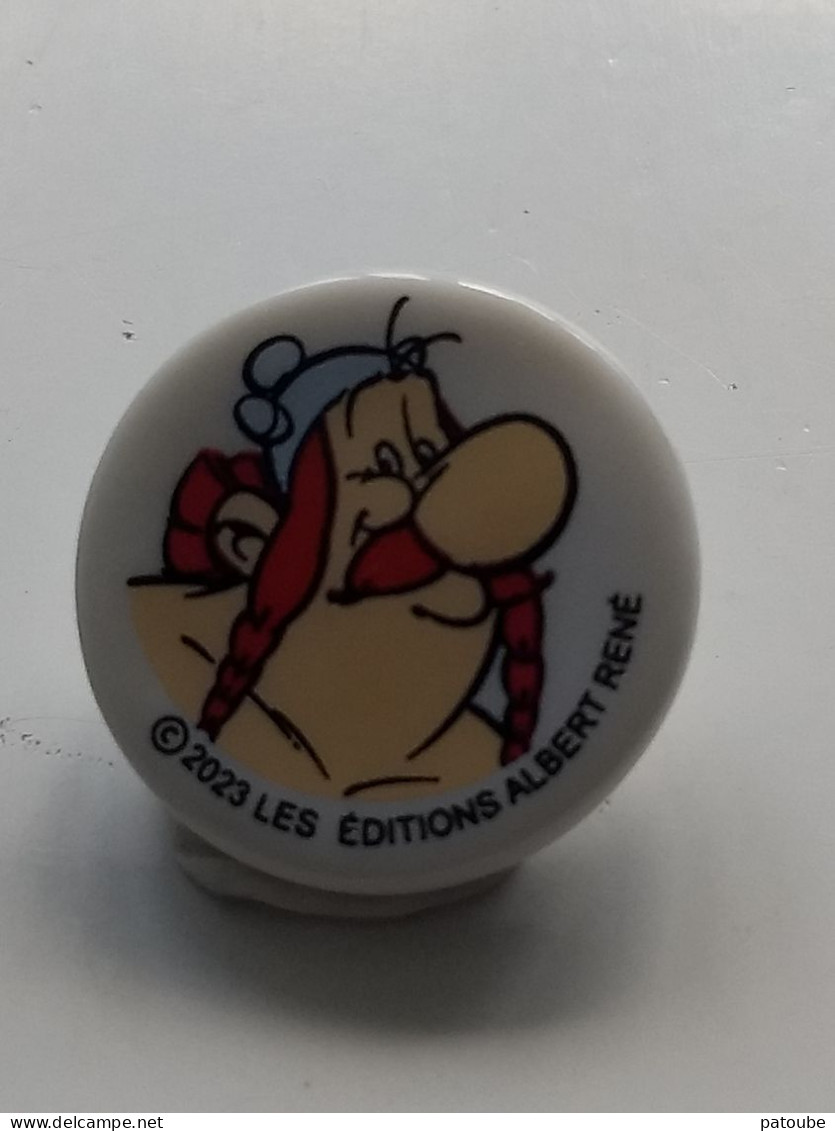 © 2023 LES ÉDITIONS ALBERT RENÉ
www.delcampe.net
patoube